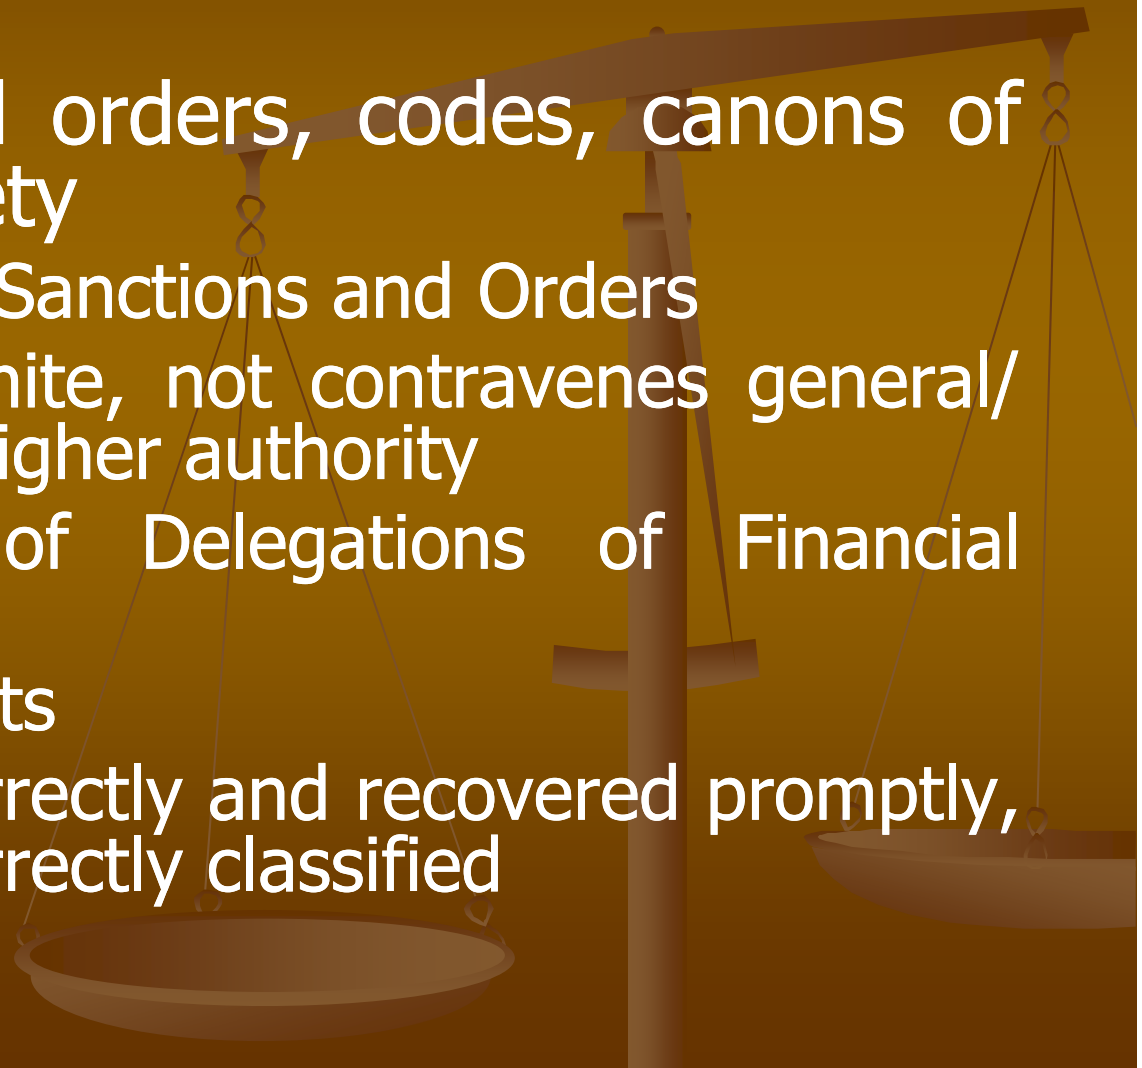 orders, codes, canons of
ety
Sanctions and Orders
nite, not contravenes general/
igher authority
of Delegations of Financial
ts
rrectly and recovered promptly,
rrectly classified